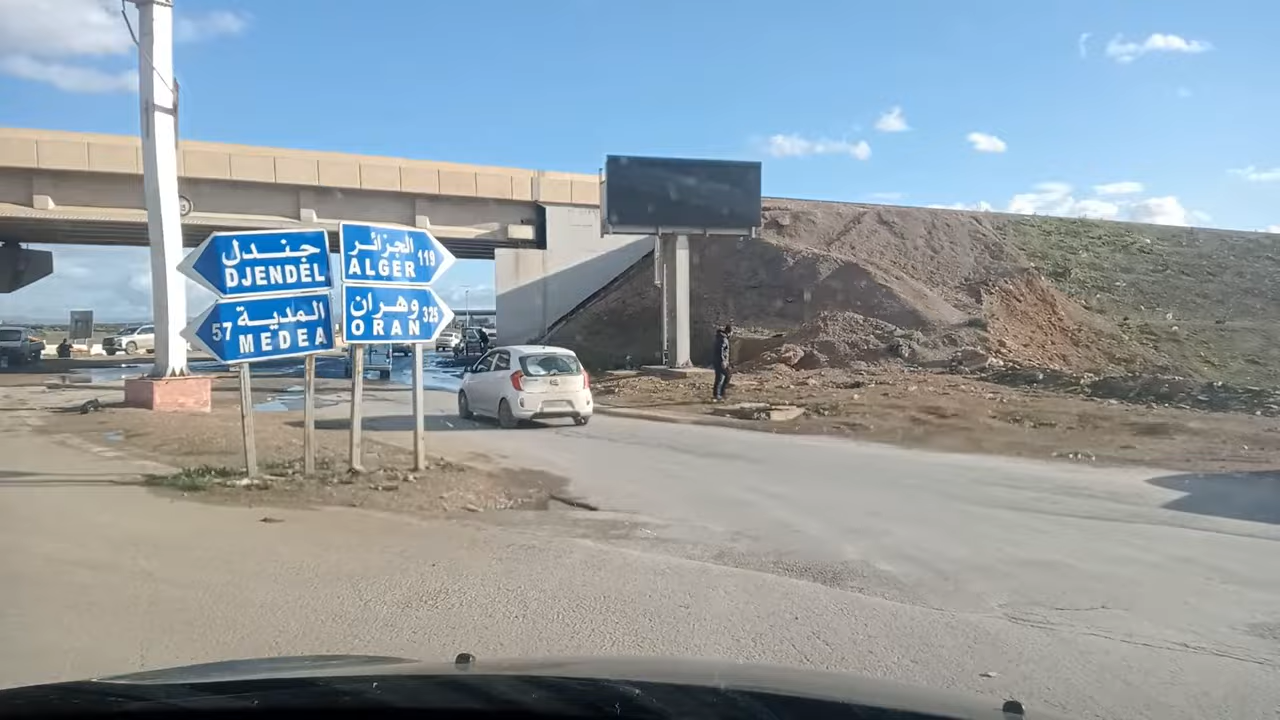 جندل
DJENDEL
المدية
57
MEDEA
الجزائر
ALGER 119
وهران
ORAN 325